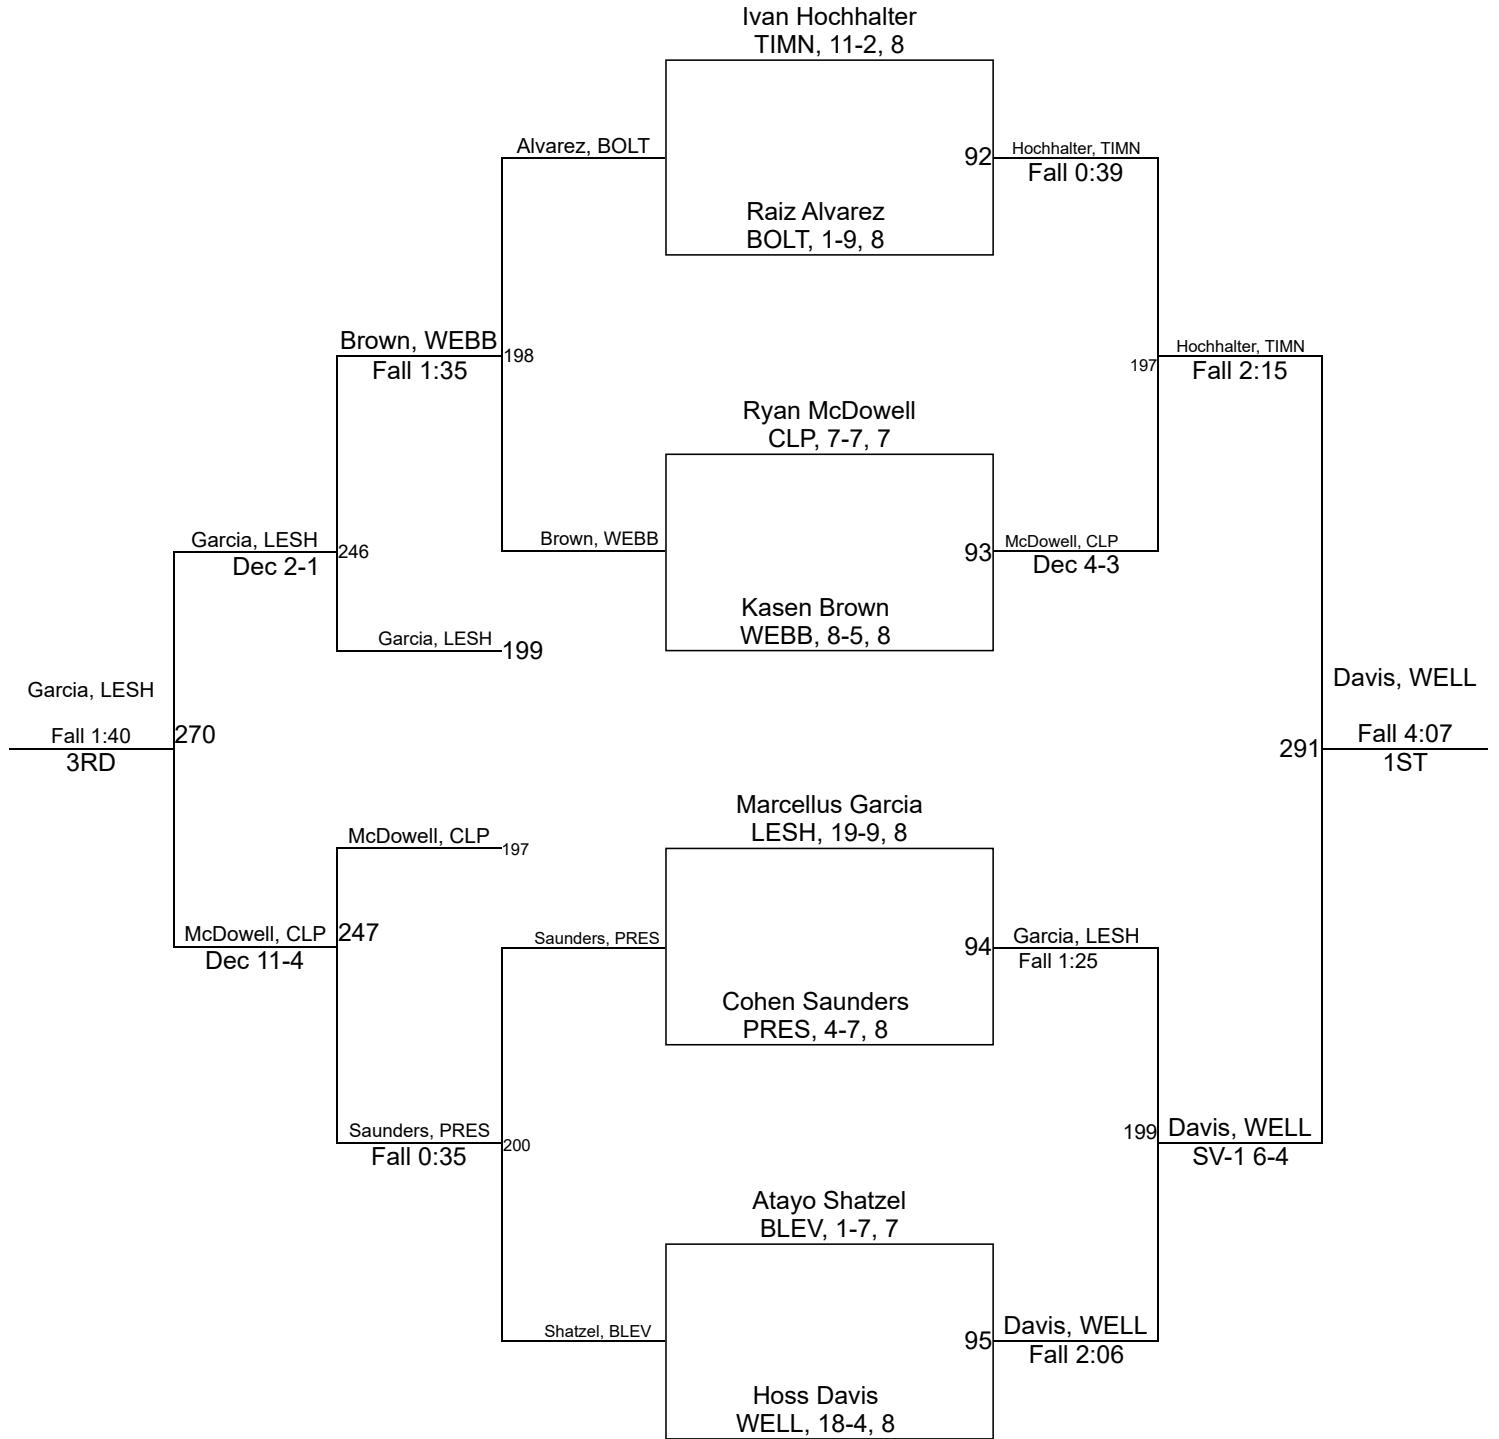 Ivan Hochhalter
TIMN, 11-2, 8
Alvarez, BOLT
92
Hochhalter, TIMN
Fall 0:39
Raiz Alvarez
BOLT, 1-9, 8
Brown, WEBB
198
Fall 1:35
197
Hochhalter, TIMN
Fall 2:15
Ryan McDowell
CLP, 7-7, 7
Garcia, LESH
246
Dec 2-1
Brown, WEBB
93
McDowell, CLP
Dec 4-3
Kasen Brown
WEBB, 8-5, 8
Garcia, LESH
199
Garcia, LESH
Fall 1:40
270
3RD
Davis, WELL
291
Fall 4:07
1ST
Marcellus Garcia
LESH, 19-9, 8
McDowell, CLP
197
McDowell, CLP
247
Dec 11-4
Saunders, PRES
94
Garcia, LESH
Fall 1:25
Cohen Saunders
PRES, 4-7, 8
Saunders, PRES
200
Fall 0:35
199
Davis, WELL
SV-1 6-4
Atayo Shatzel
BLEV, 1-7, 7
Shatzel, BLEV
95
Davis, WELL
Fall 2:06
Hoss Davis
WELL, 18-4, 8